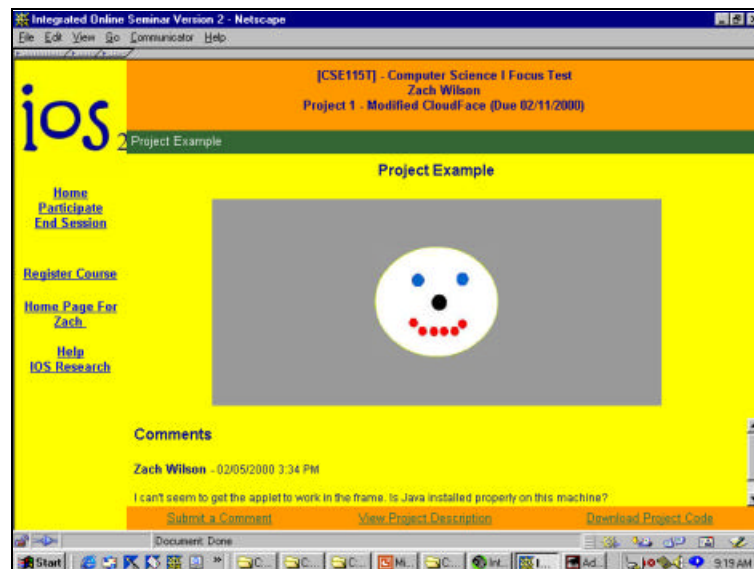 Integrated Online Seminar Version 2 - Netscape
File Edit View Go Communicator Help
ios 2
[CSE115T] - Computer Science I Focus Test
Zach Wilson
Project 1 - Modified CloudFace (Due 02/11/2000)
Project Example
Home
Participate
End Session
Register Course
Home Page For
Zach
Help
IOS Research
Project Example
Comments
Zach Wilson - 02/05/2000 3:34 PM
I can't seem to get the applet to work in the frame. Is Java installed properly on this machine?
Submit a Comment View Project Description Download Project Code
Document: Done
Start » C... C... C... Mi... C... Int... I... Ad... 9:19 AM